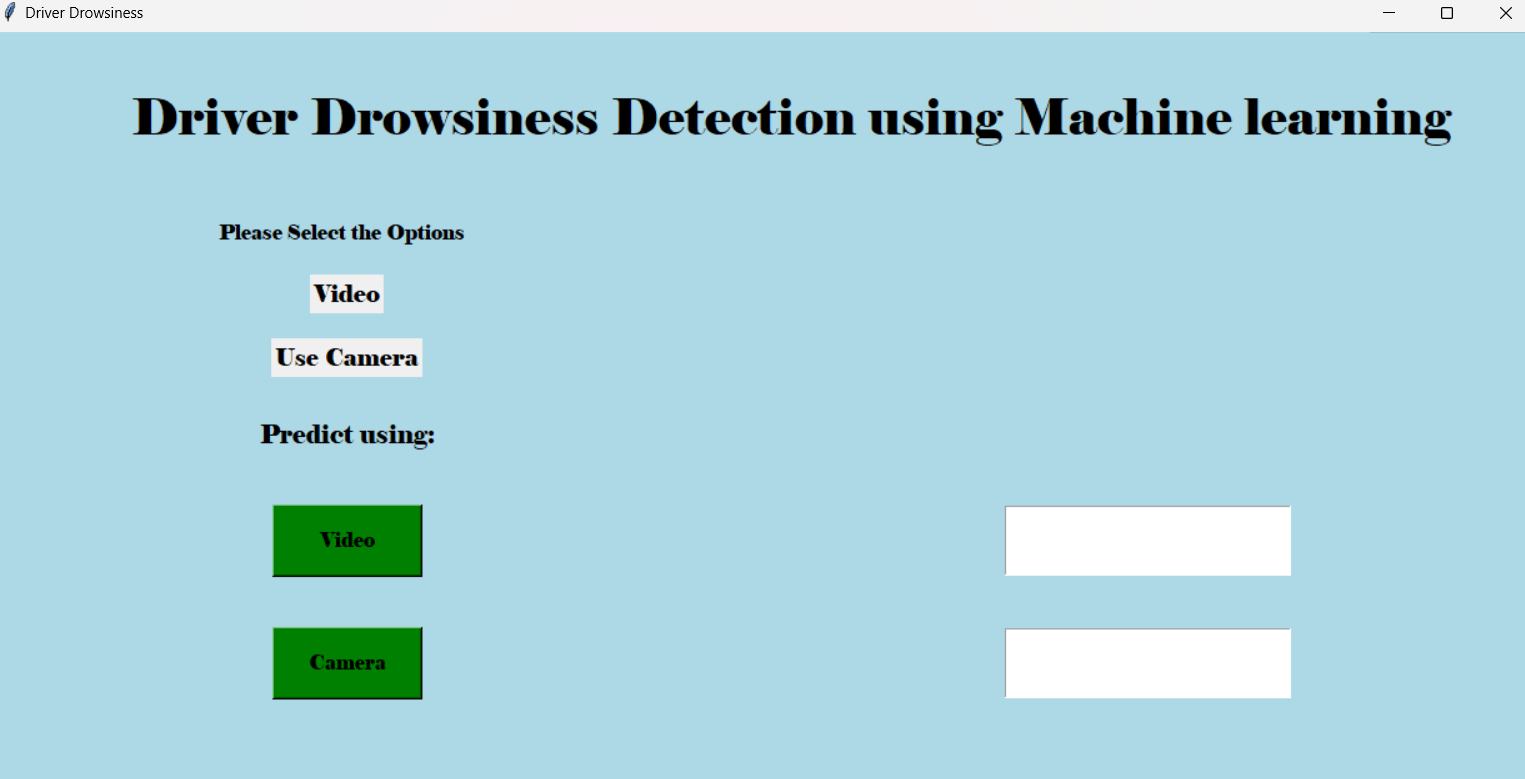 Driver Drowsiness
Driver Drowsiness Detection using Machine learning
Please Select the Options
Video
Use Camera
Predict using:
Video
Camera